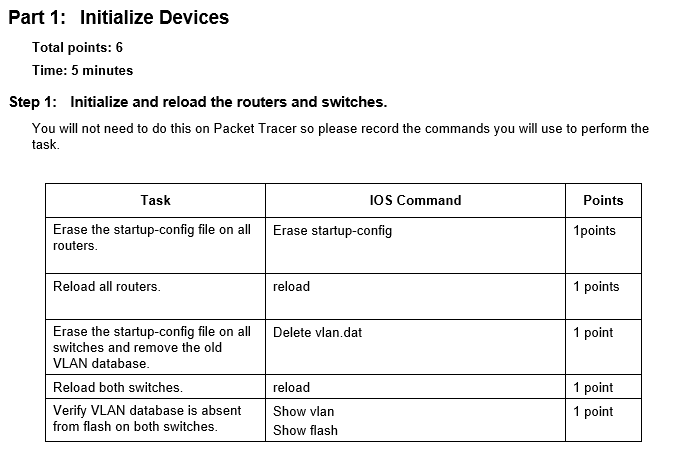 Part 1: Initialize Devices
Total points: 6
Time: 5 minutes
Step 1: Initialize and reload the routers and switches.
You will not need to do this on Packet Tracer so please record the commands you will use to perform the
task.
Task IOS Command Points
Erase the startup-config file on all Erase startup-config 1points
routers.
Reload all routers. reload 1 points
Erase the startup-config file on all Delete vlan.dat 1 point
switches and remove the old
VLAN database.
Reload both switches. reload 1 point
Verify VLAN database is absent Show vlan 1 point
from flash on both switches. Show flash